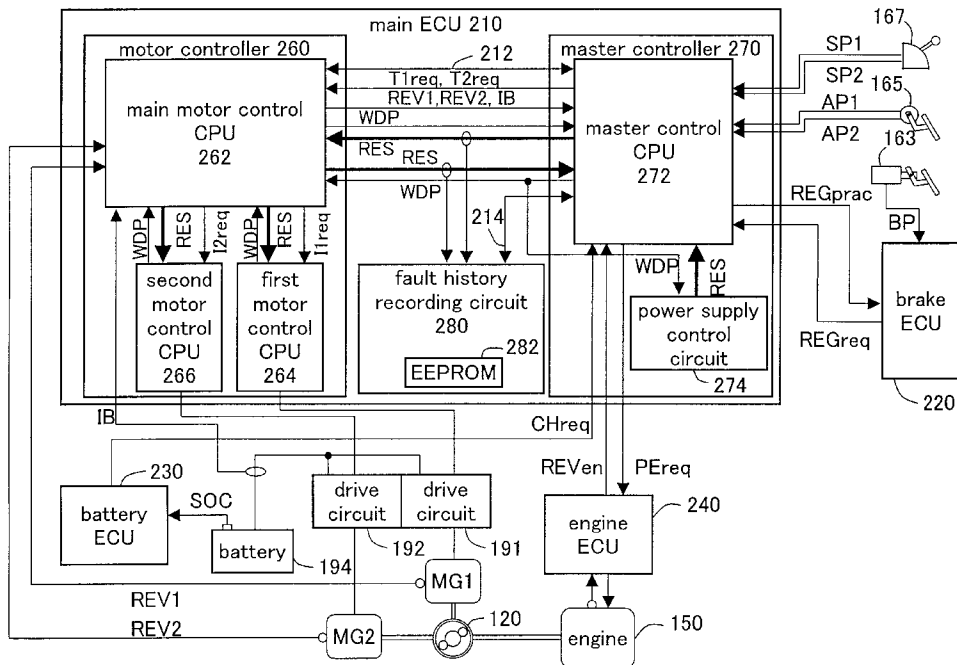 main ECU 210
motor controller 260
212
master controller 270
167
SP1
SP2
main motor control
CPU
262
T1req, T2req
REV1,REV2, IB
WDP
RES
RES
WDP
master
control
CPU
272
165
AP1
AP2
163
REGprac
BP
214
WDP
RES
I2req
WDP
RES
I1req
second
motor
control
CPU
266
first
motor
control
CPU
264
fault history
recording circuit
280
282
EEPROM
WDP
RES
power supply
control
circuit
274
brake
ECU
REGreq
220
IB
CHreq
230
SOC
battery
ECU
battery
194
drive
circuit
192
drive
circuit
191
REVen
PEreq
240
engine
ECU
MG1
REV1
REV2
MG2
120
engine
150